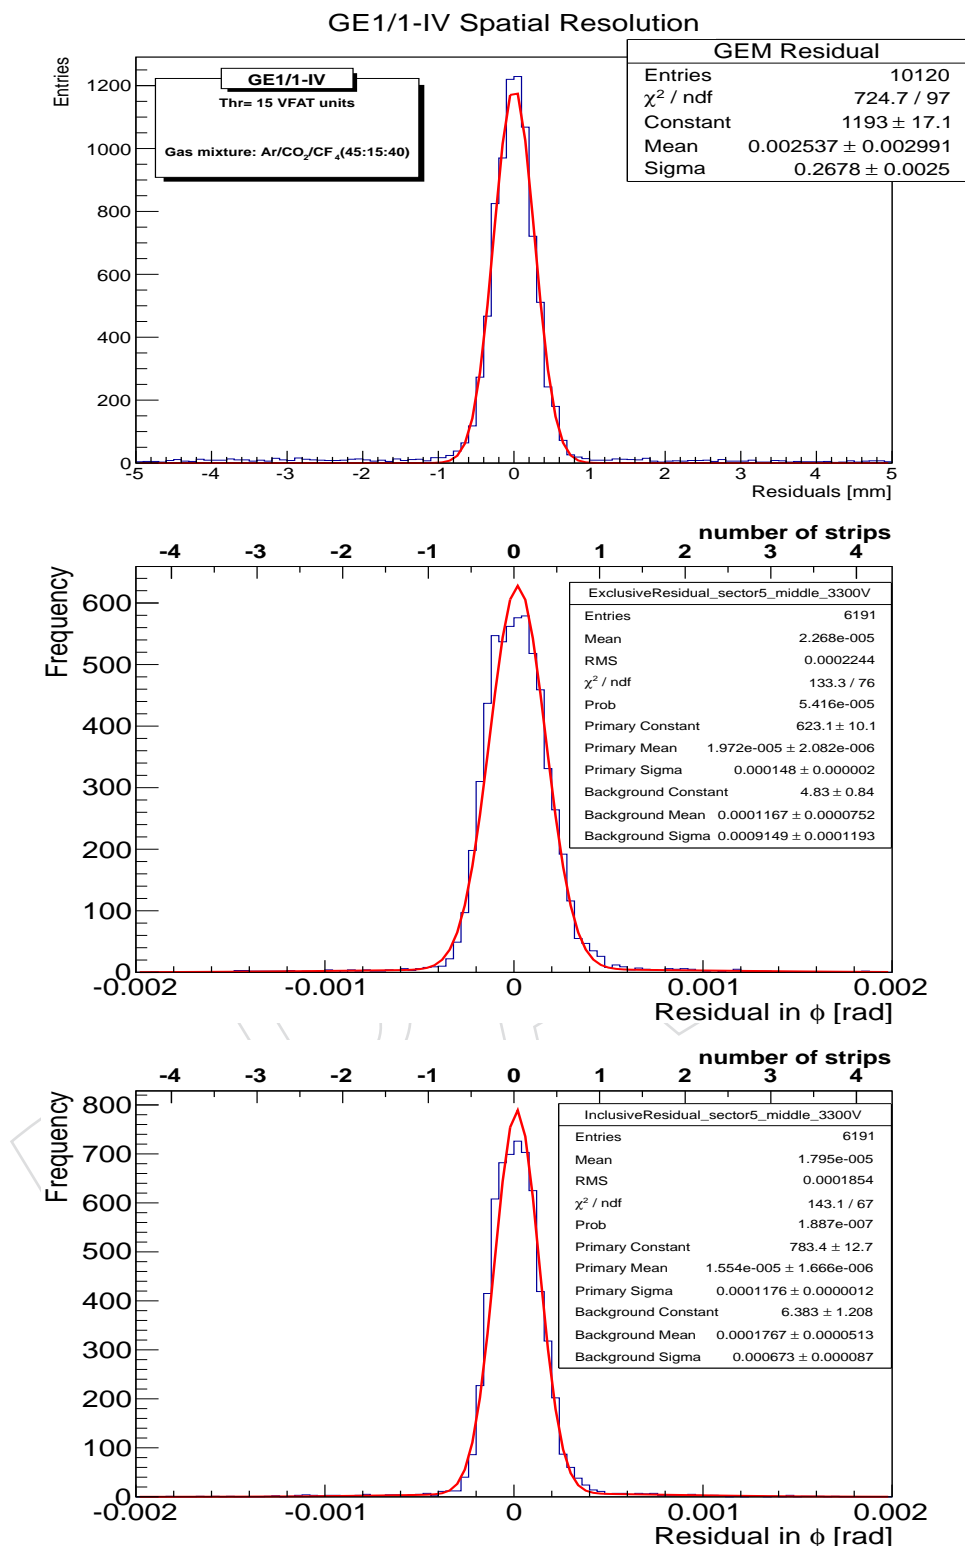 GE1/1-IV Spatial Resolution
GEM Residual
Entries 10120
χ² / ndf 724.7 / 97
Constant 1193 ± 17.1
Mean 0.002537 ± 0.002991
Sigma 0.2678 ± 0.0025
GE1/1-IV
Thr= 15 VFAT units
Gas mixture: Ar/CO₂/CF₄(45:15:40)
Entries
1200
1000
800
600
400
200
0
-5 -4 -3 -2 -1 0 1 2 3 4 5
Residuals [mm]
number of strips
-4 -3 -2 -1 0 1 2 3 4
Frequency
600
500
400
300
200
100
0
ExclusiveResidual_sector5_middle_3300V
Entries 6191
Mean 2.268e-005
RMS 0.0002244
χ² / ndf 133.3 / 76
Prob 5.416e-005
Primary Constant 623.1 ± 10.1
Primary Mean 1.972e-005 ± 2.082e-006
Primary Sigma 0.000148 ± 0.000002
Background Constant 4.83 ± 0.84
Background Mean 0.0001167 ± 0.0000752
Background Sigma 0.0009149 ± 0.0001193
-0.002 -0.001 0 0.001 0.002
Residual in φ [rad]
number of strips
-4 -3 -2 -1 0 1 2 3 4
Frequency
800
700
600
500
400
300
200
100
0
InclusiveResidual_sector5_middle_3300V
Entries 6191
Mean 1.795e-005
RMS 0.0001854
χ² / ndf 143.1 / 67
Prob 1.887e-007
Primary Constant 783.4 ± 12.7
Primary Mean 1.554e-005 ± 1.666e-006
Primary Sigma 0.0001176 ± 0.0000012
Background Constant 6.383 ± 1.208
Background Mean 0.0001767 ± 0.0000513
Background Sigma 0.000673 ± 0.000087
-0.002 -0.001 0 0.001 0.002
Residual in φ [rad]